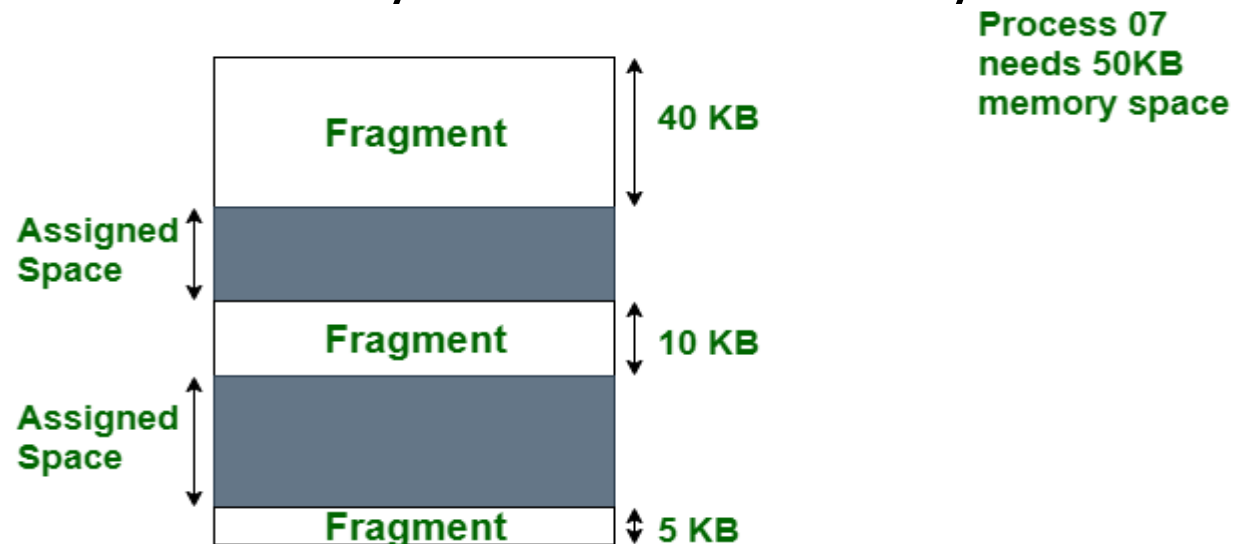 Process 07
needs 50KB
memory space
Fragment
40 KB
Assigned
Space
Fragment
10 KB
Assigned
Space
Fragment
5 KB